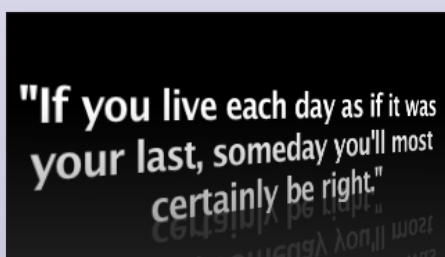 "If you live each day as if it was
your last, someday you'll most
certainly be right."